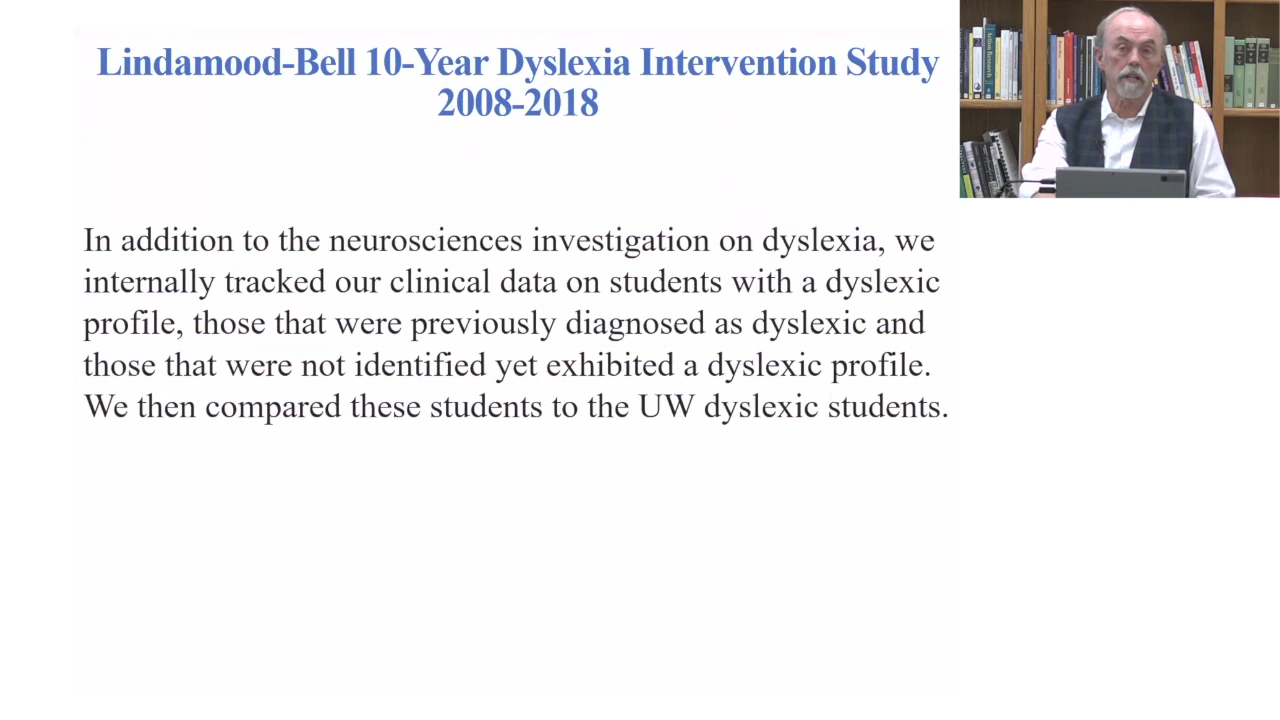 Lindamood-Bell 10-Year Dyslexia Intervention Study
2008-2018
In addition to the neurosciences investigation on dyslexia, we
internally tracked our clinical data on students with a dyslexic
profile, those that were previously diagnosed as dyslexic and
those that were not identified yet exhibited a dyslexic profile.
We then compared these students to the UW dyslexic students.
Action Research